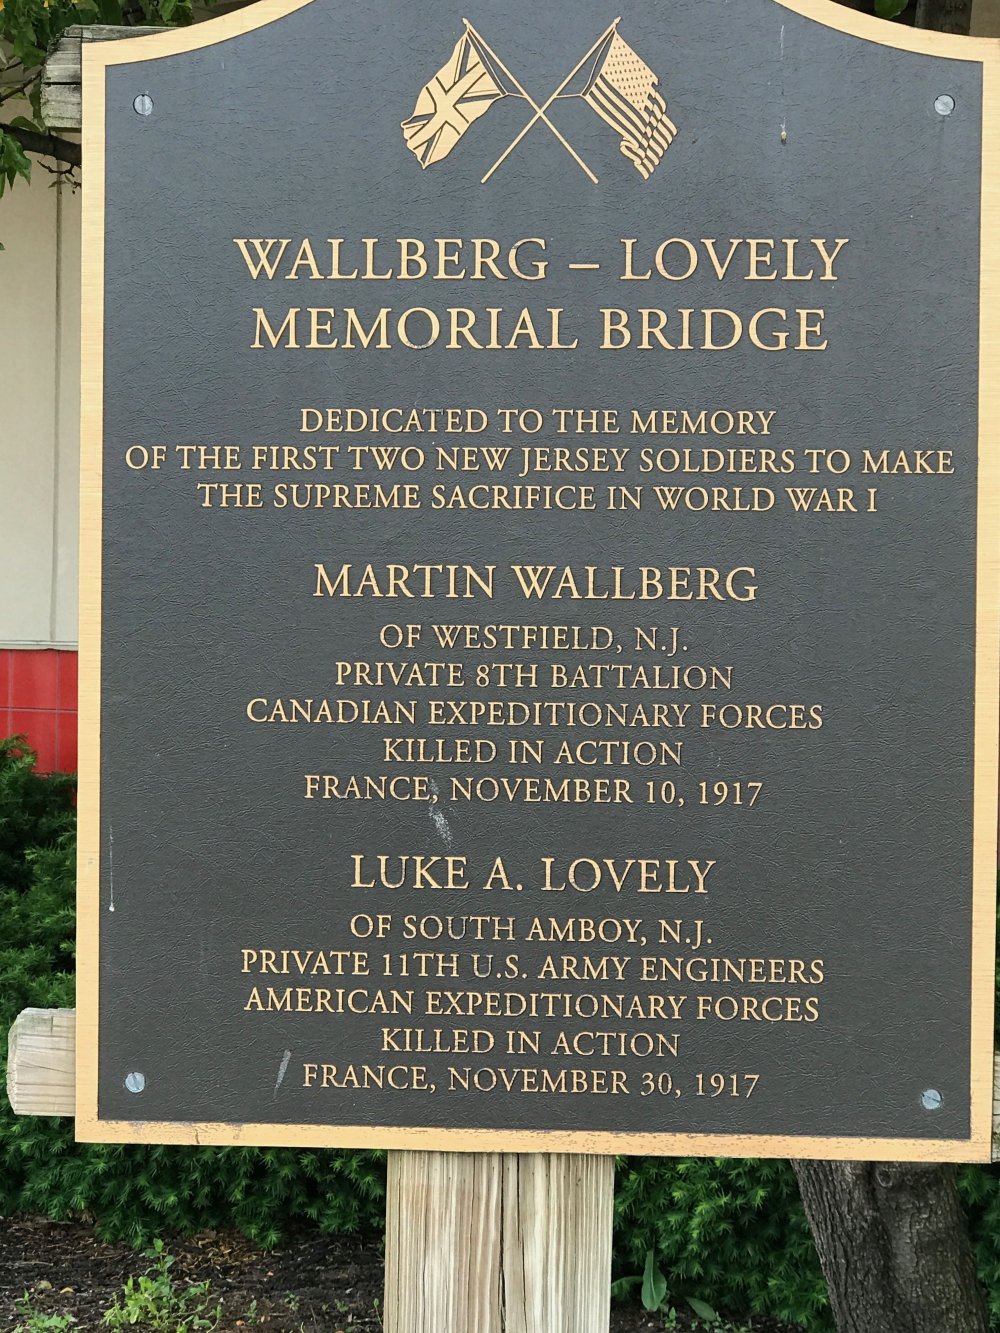 WALLBERG – LOVELY
MEMORIAL BRIDGE
DEDICATED TO THE MEMORY
OF THE FIRST TWO NEW JERSEY SOLDIERS TO MAKE
THE SUPREME SACRIFICE IN WORLD WAR I
MARTIN WALLBERG
OF WESTFIELD, N.J.
PRIVATE 8TH BATTALION
CANADIAN EXPEDITIONARY FORCES
KILLED IN ACTION
FRANCE, NOVEMBER 10, 1917
LUKE A. LOVELY
OF SOUTH AMBOY, N.J.
PRIVATE 11TH U.S. ARMY ENGINEERS
AMERICAN EXPEDITIONARY FORCES
KILLED IN ACTION
FRANCE, NOVEMBER 30, 1917